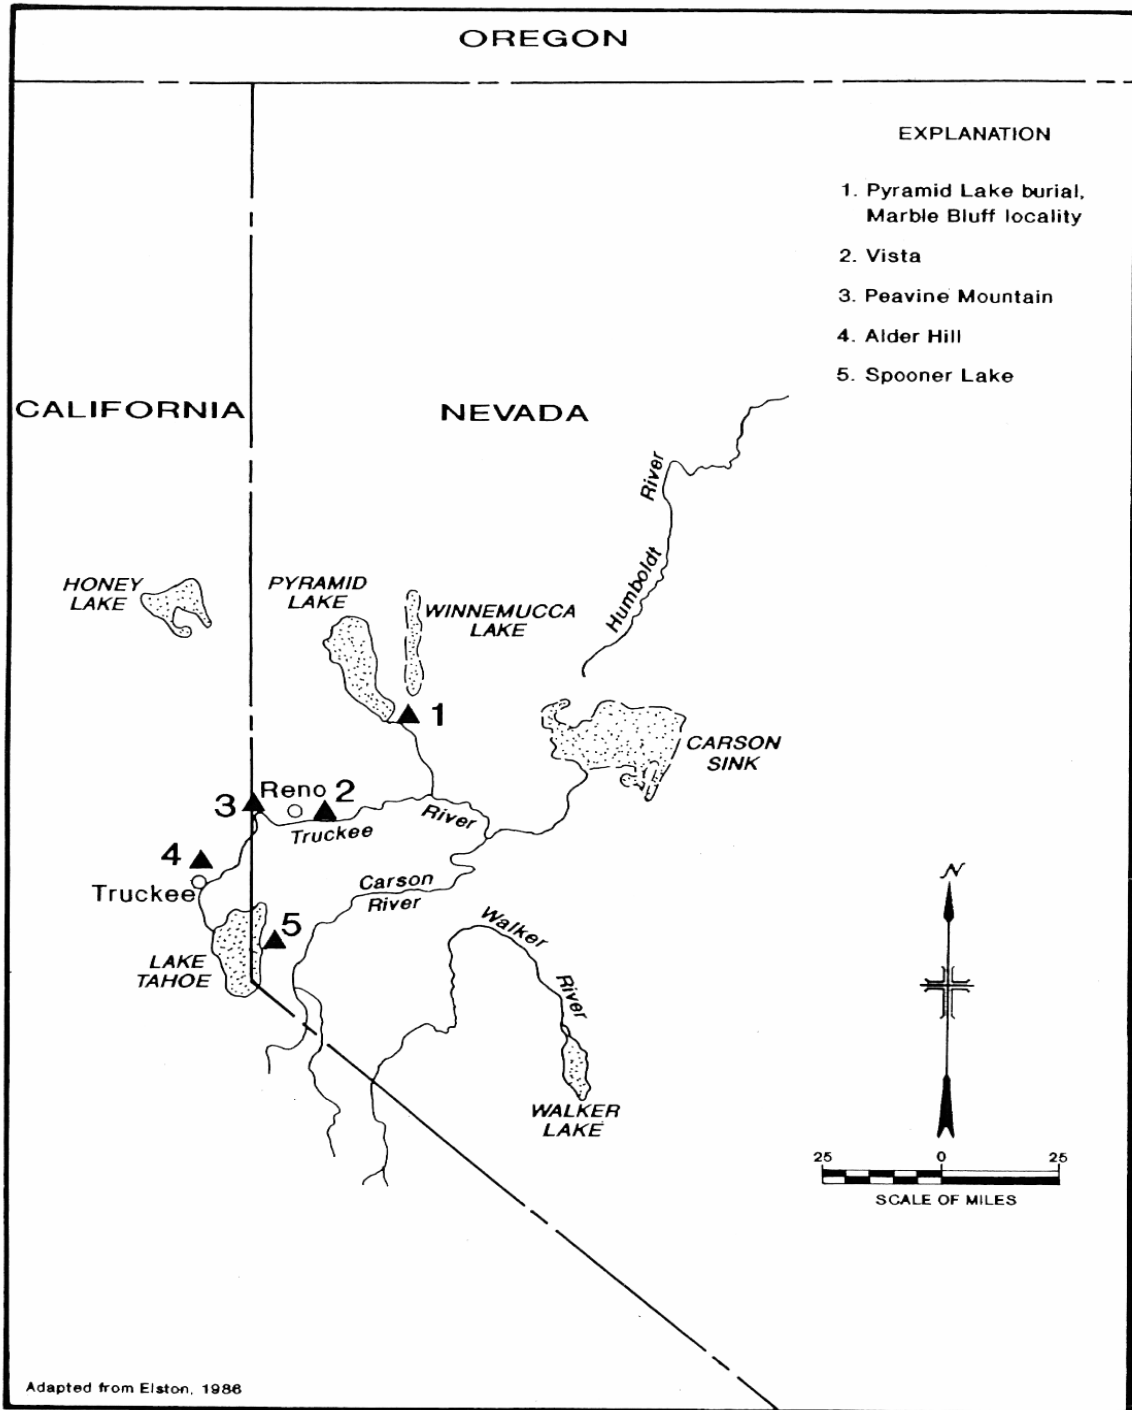 OREGON
EXPLANATION
1. Pyramid Lake burial,
Marble Bluff locality
2. Vista
3. Peavine Mountain
4. Alder Hill
5. Spooner Lake
CALIFORNIA
NEVADA
Humboldt River
HONEY
LAKE
PYRAMID
LAKE
WINNEMUCCA
LAKE
1
CARSON
SINK
3
Reno
2
Truckee River
4
Truckee
Carson
River
5
Walker River
LAKE
TAHOE
WALKER
LAKE
N
25 0 25
SCALE OF MILES
Adapted from Elston, 1986